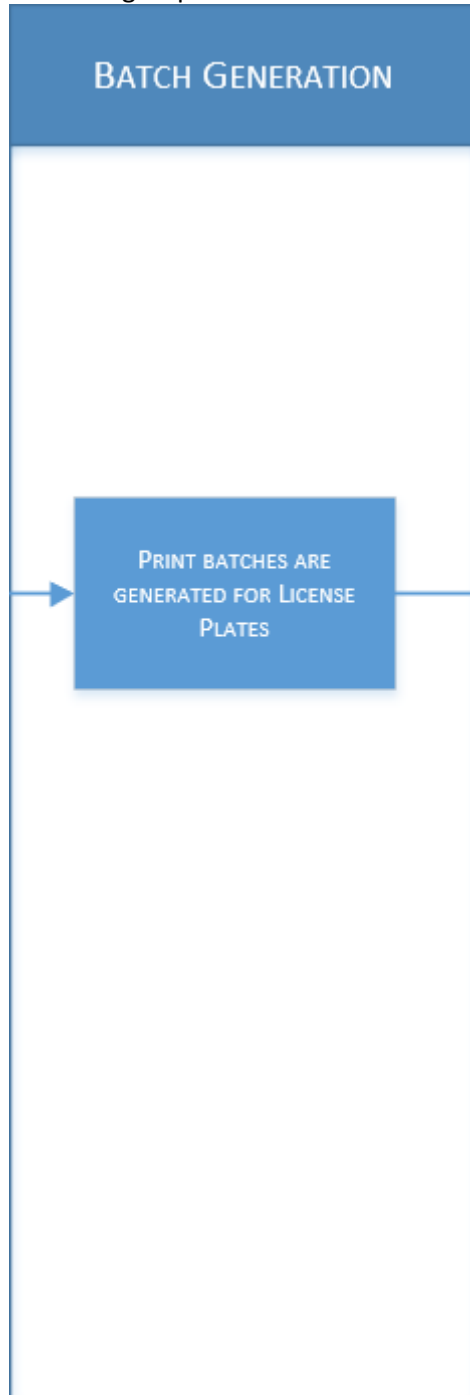 BATCH GENERATION
PRINT BATCHES ARE
GENERATED FOR LICENSE
PLATES